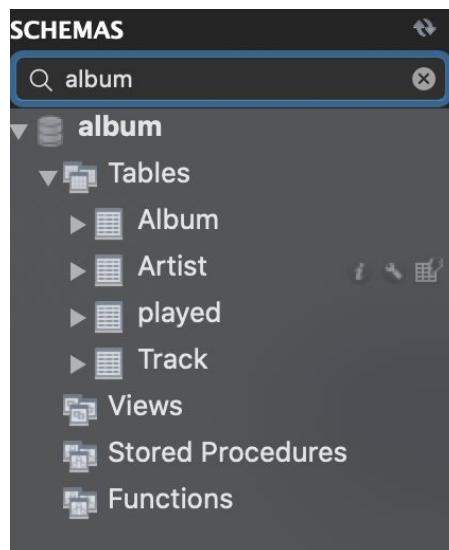 SCHEMAS
album
album
Tables
Album
Artist
played
Track
Views
Stored Procedures
Functions